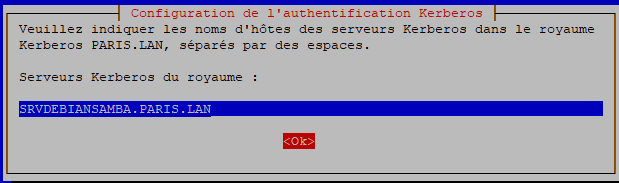 Configuration de l'authentification Kerberos
Veuillez indiquer les noms d'hôtes des serveurs Kerberos dans le royaume
Kerberos PARIS.LAN, séparés par des espaces.
Serveurs Kerberos du royaume :
SRVDEBIANSAMBA.PARIS.LAN
<Ok>